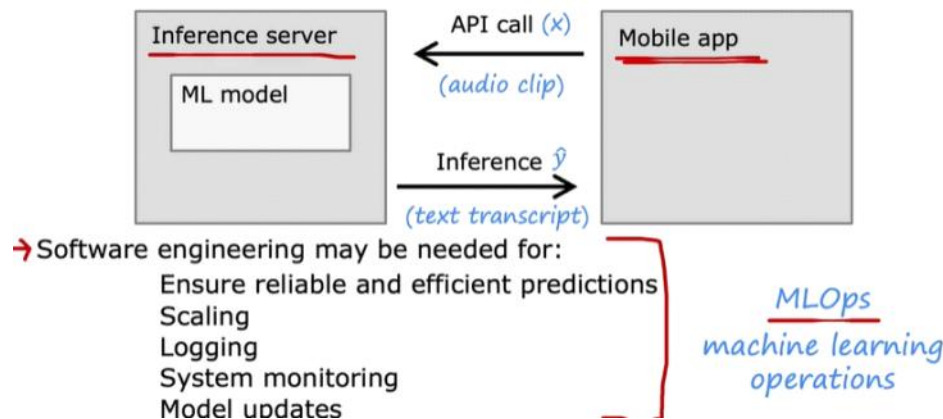 Inference server
ML model
API call (x)
(audio clip)
Inference ŷ
(text transcript)
Mobile app
→Software engineering may be needed for:
Ensure reliable and efficient predictions
Scaling
Logging
System monitoring
Model updates
MLOps
machine learning
operations